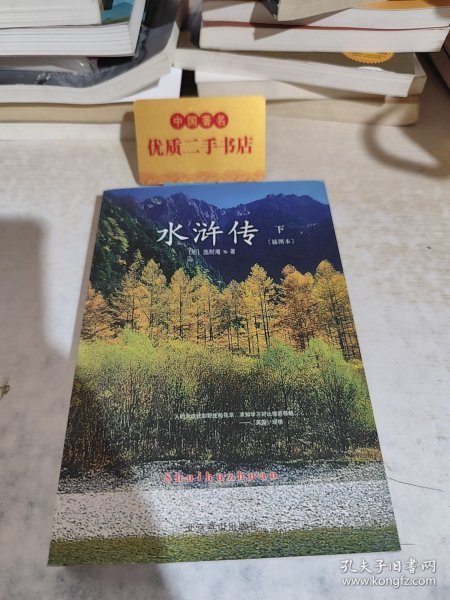 中国著名
优质二手书店
水浒传 下
[插图本]
[明] 施耐庵 著
Shuihuzhuan
孔夫子旧书网
www.kongfz.com